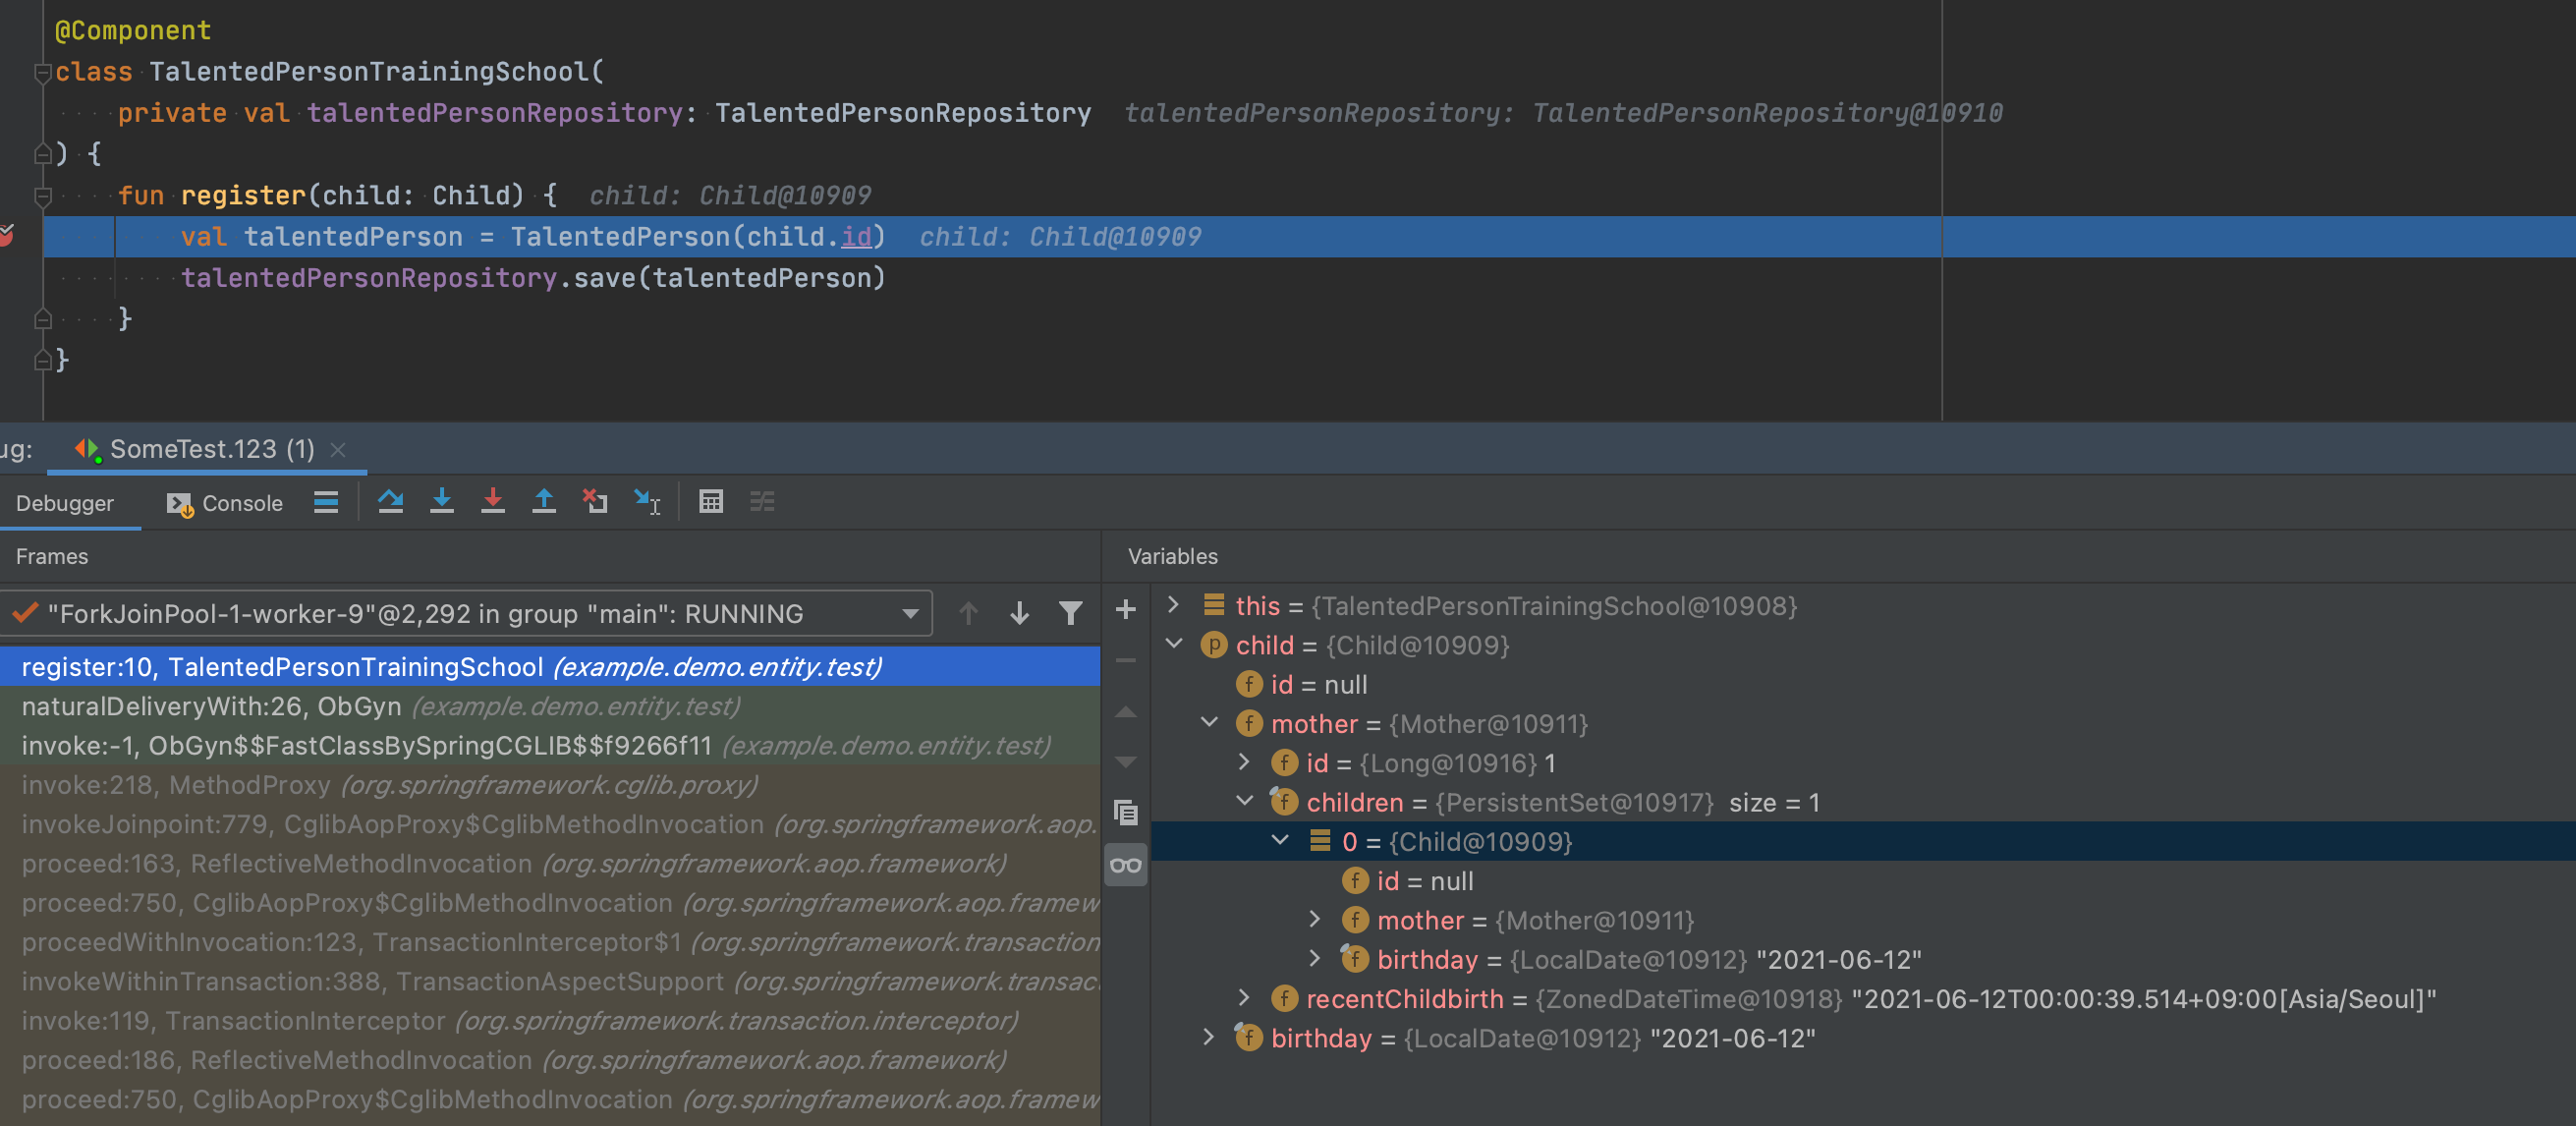 @Component
class TalentedPersonTrainingSchool(
private val talentedPersonRepository: TalentedPersonRepository talentedPersonRepository: TalentedPersonRepository@10910
) {
fun register(child: Child) { child: Child@10909
val talentedPerson = TalentedPerson(child.id) child: Child@10909
talentedPersonRepository.save(talentedPerson)
}
}
ug: SomeTest.123 (1)
Debugger Console
Frames
"ForkJoinPool-1-worker-9"@2,292 in group "main": RUNNING
register:10, TalentedPersonTrainingSchool (example.demo.entity.test)
naturalDeliveryWith:26, ObGyn (example.demo.entity.test)
invoke:-1, ObGyn$$FastClassBySpringCGLIB$$f9266f11 (example.demo.entity.test)
invoke:218, MethodProxy (org.springframework.cglib.proxy)
invokeJoinpoint:779, CglibAopProxy$CglibMethodInvocation (org.springframework.aop.
proceed:163, ReflectiveMethodInvocation (org.springframework.aop.framework)
proceed:750, CglibAopProxy$CglibMethodInvocation (org.springframework.aop.framew
proceedWithInvocation:123, TransactionInterceptor$1 (org.springframework.transaction
invokeWithinTransaction:388, TransactionAspectSupport (org.springframework.transac
invoke:119, TransactionInterceptor (org.springframework.transaction.interceptor)
proceed:186, ReflectiveMethodInvocation (org.springframework.aop.framework)
proceed:750, CglibAopProxy$CglibMethodInvocation (org.springframework.aop.framew
Variables
this = {TalentedPersonTrainingSchool@10908}
child = {Child@10909}
id = null
mother = {Mother@10911}
id = {Long@10916} 1
children = {PersistentSet@10917} size = 1
0 = {Child@10909}
id = null
mother = {Mother@10911}
birthday = {LocalDate@10912} "2021-06-12"
recentChildbirth = {ZonedDateTime@10918} "2021-06-12T00:00:39.514+09:00[Asia/Seoul]"
birthday = {LocalDate@10912} "2021-06-12"